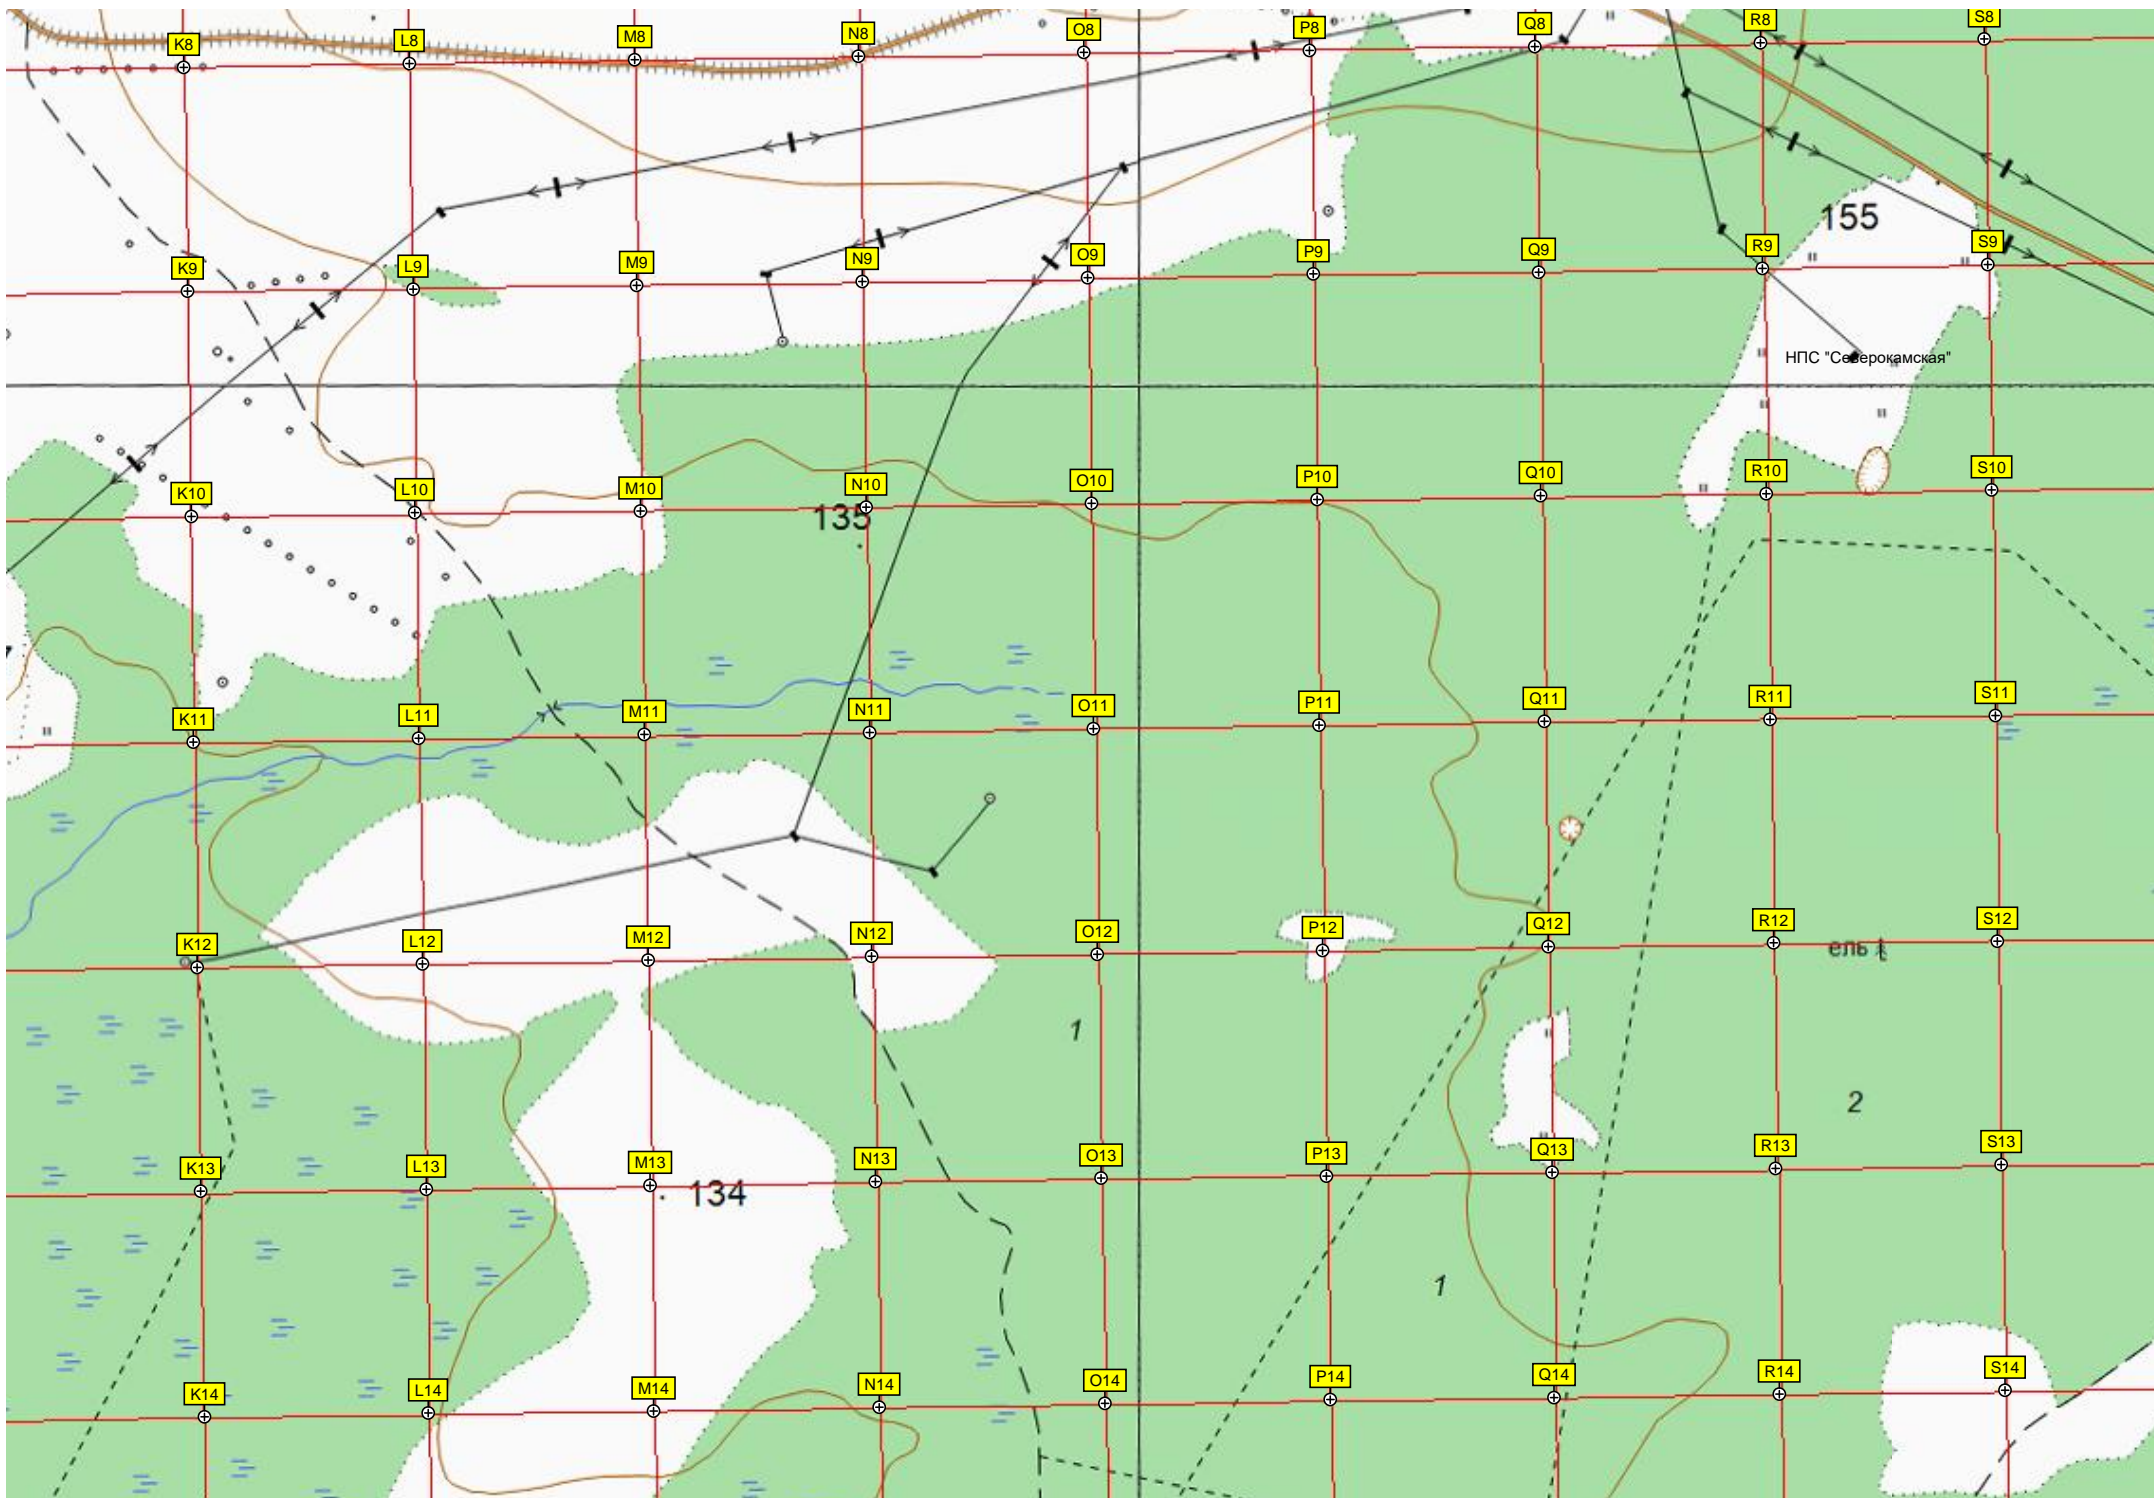 K8 L8 M8 N8 O8 P8 Q8 R8 S8
155
K9 L9 M9 N9 O9 P9 Q9 R9 S9
НПС "Северокамская"
K10 L10 M10 N10 O10 P10 Q10 R10 S10
135
K11 L11 M11 N11 O11 P11 Q11 R11 S11
K12 L12 M12 N12 O12 P12 Q12 R12 S12
ель
1
2
K13 L13 M13 N13 O13 P13 Q13 R13 S13
134
1
K14 L14 M14 N14 O14 P14 Q14 R14 S14